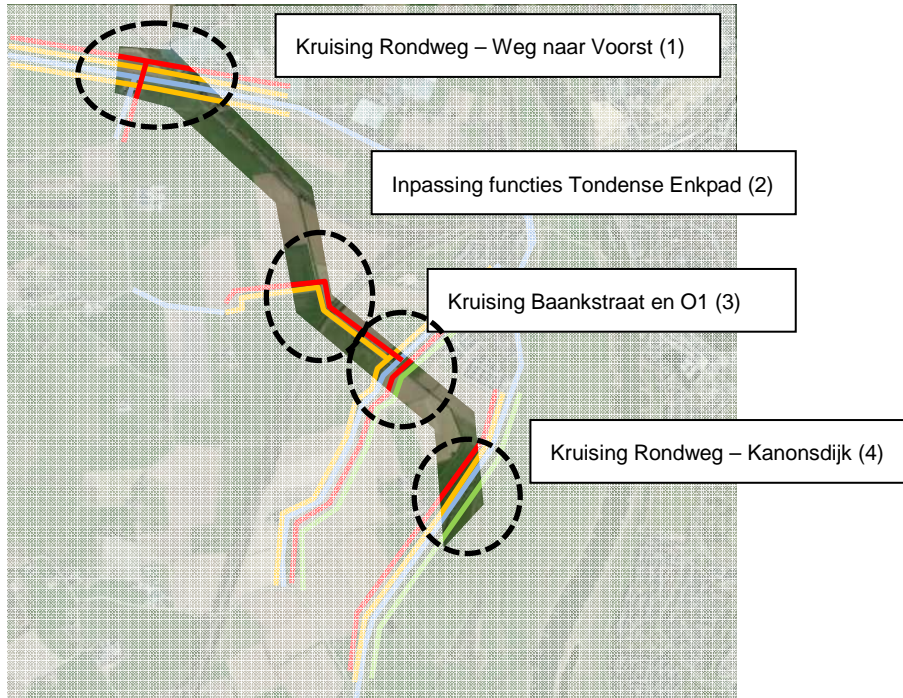 Kruising Rondweg – Weg naar Voorst (1)
Inpassing functies Tondense Enkpad (2)
Kruising Baankstraat en O1 (3)
Kruising Rondweg – Kanonsdijk (4)